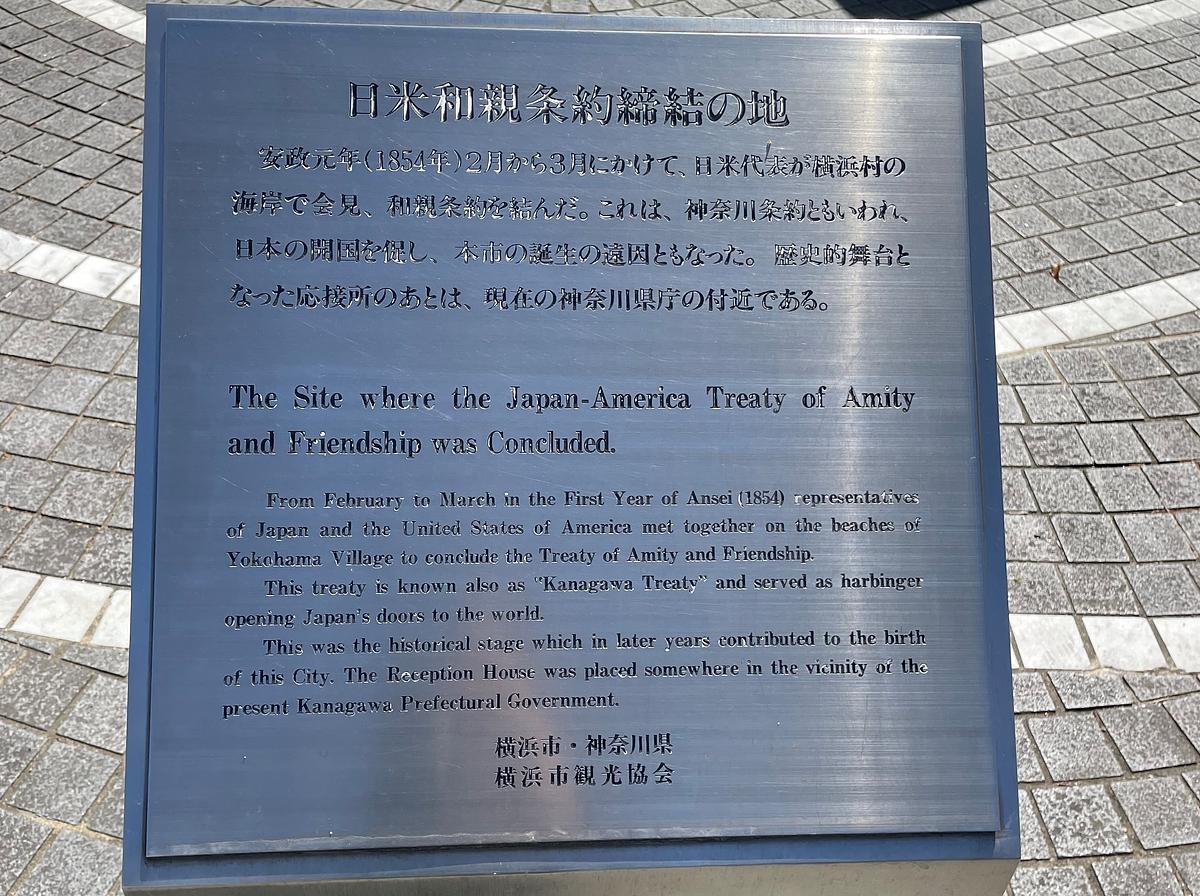 日米和親条約締結の地
安政元年(1854年)2月から3月にかけて、日米代表が横浜村の
海岸で会見、和親条約を結んだ。これは、神奈川条約ともいわれ、
日本の開国を促し、本市の誕生の遠因ともなった。歴史的舞台と
なった応接所のあとは、現在の神奈川県庁の付近である。
The Site where the Japan-America Treaty of Amity
and Friendship was Concluded.
From February to March in the First Year of Ansei (1854) representatives
of Japan and the United States of America met together on the beaches of
Yokohama Village to conclude the Treaty of Amity and Friendship.
This treaty is known also as "Kanagawa Treaty" and served as harbinger
opening Japan's doors to the world.
This was the historical stage which in later years contributed to the birth
of this City. The Reception House was placed somewhere in the vicinity of the
present Kanagawa Prefectural Government.
横浜市・神奈川県
横浜市観光協会